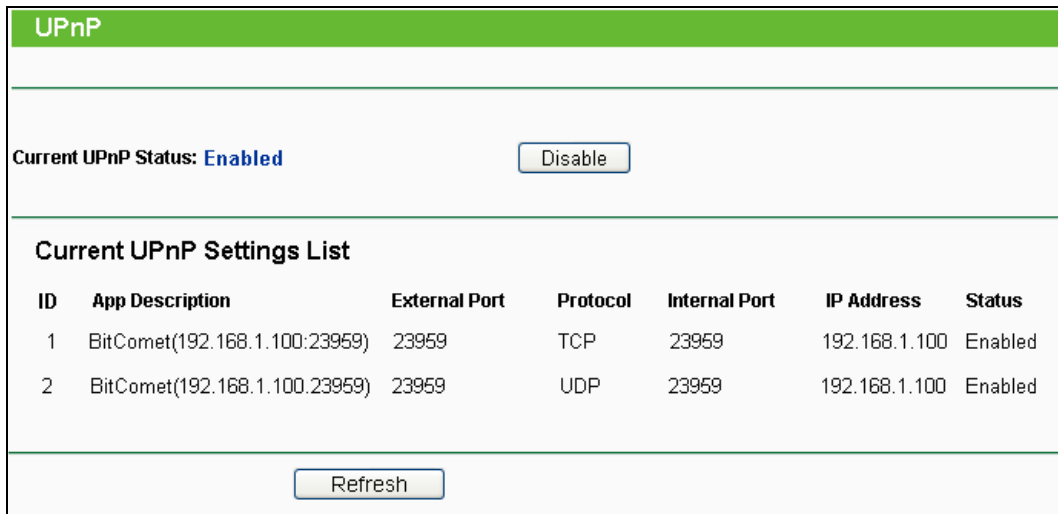 UPnP
Current UPnP Status: Enabled Disable
Current UPnP Settings List
ID App Description External Port Protocol Internal Port IP Address Status
1 BitComet(192.168.1.100:23959) 23959 TCP 23959 192.168.1.100 Enabled
2 BitComet(192.168.1.100.23959) 23959 UDP 23959 192.168.1.100 Enabled
Refresh